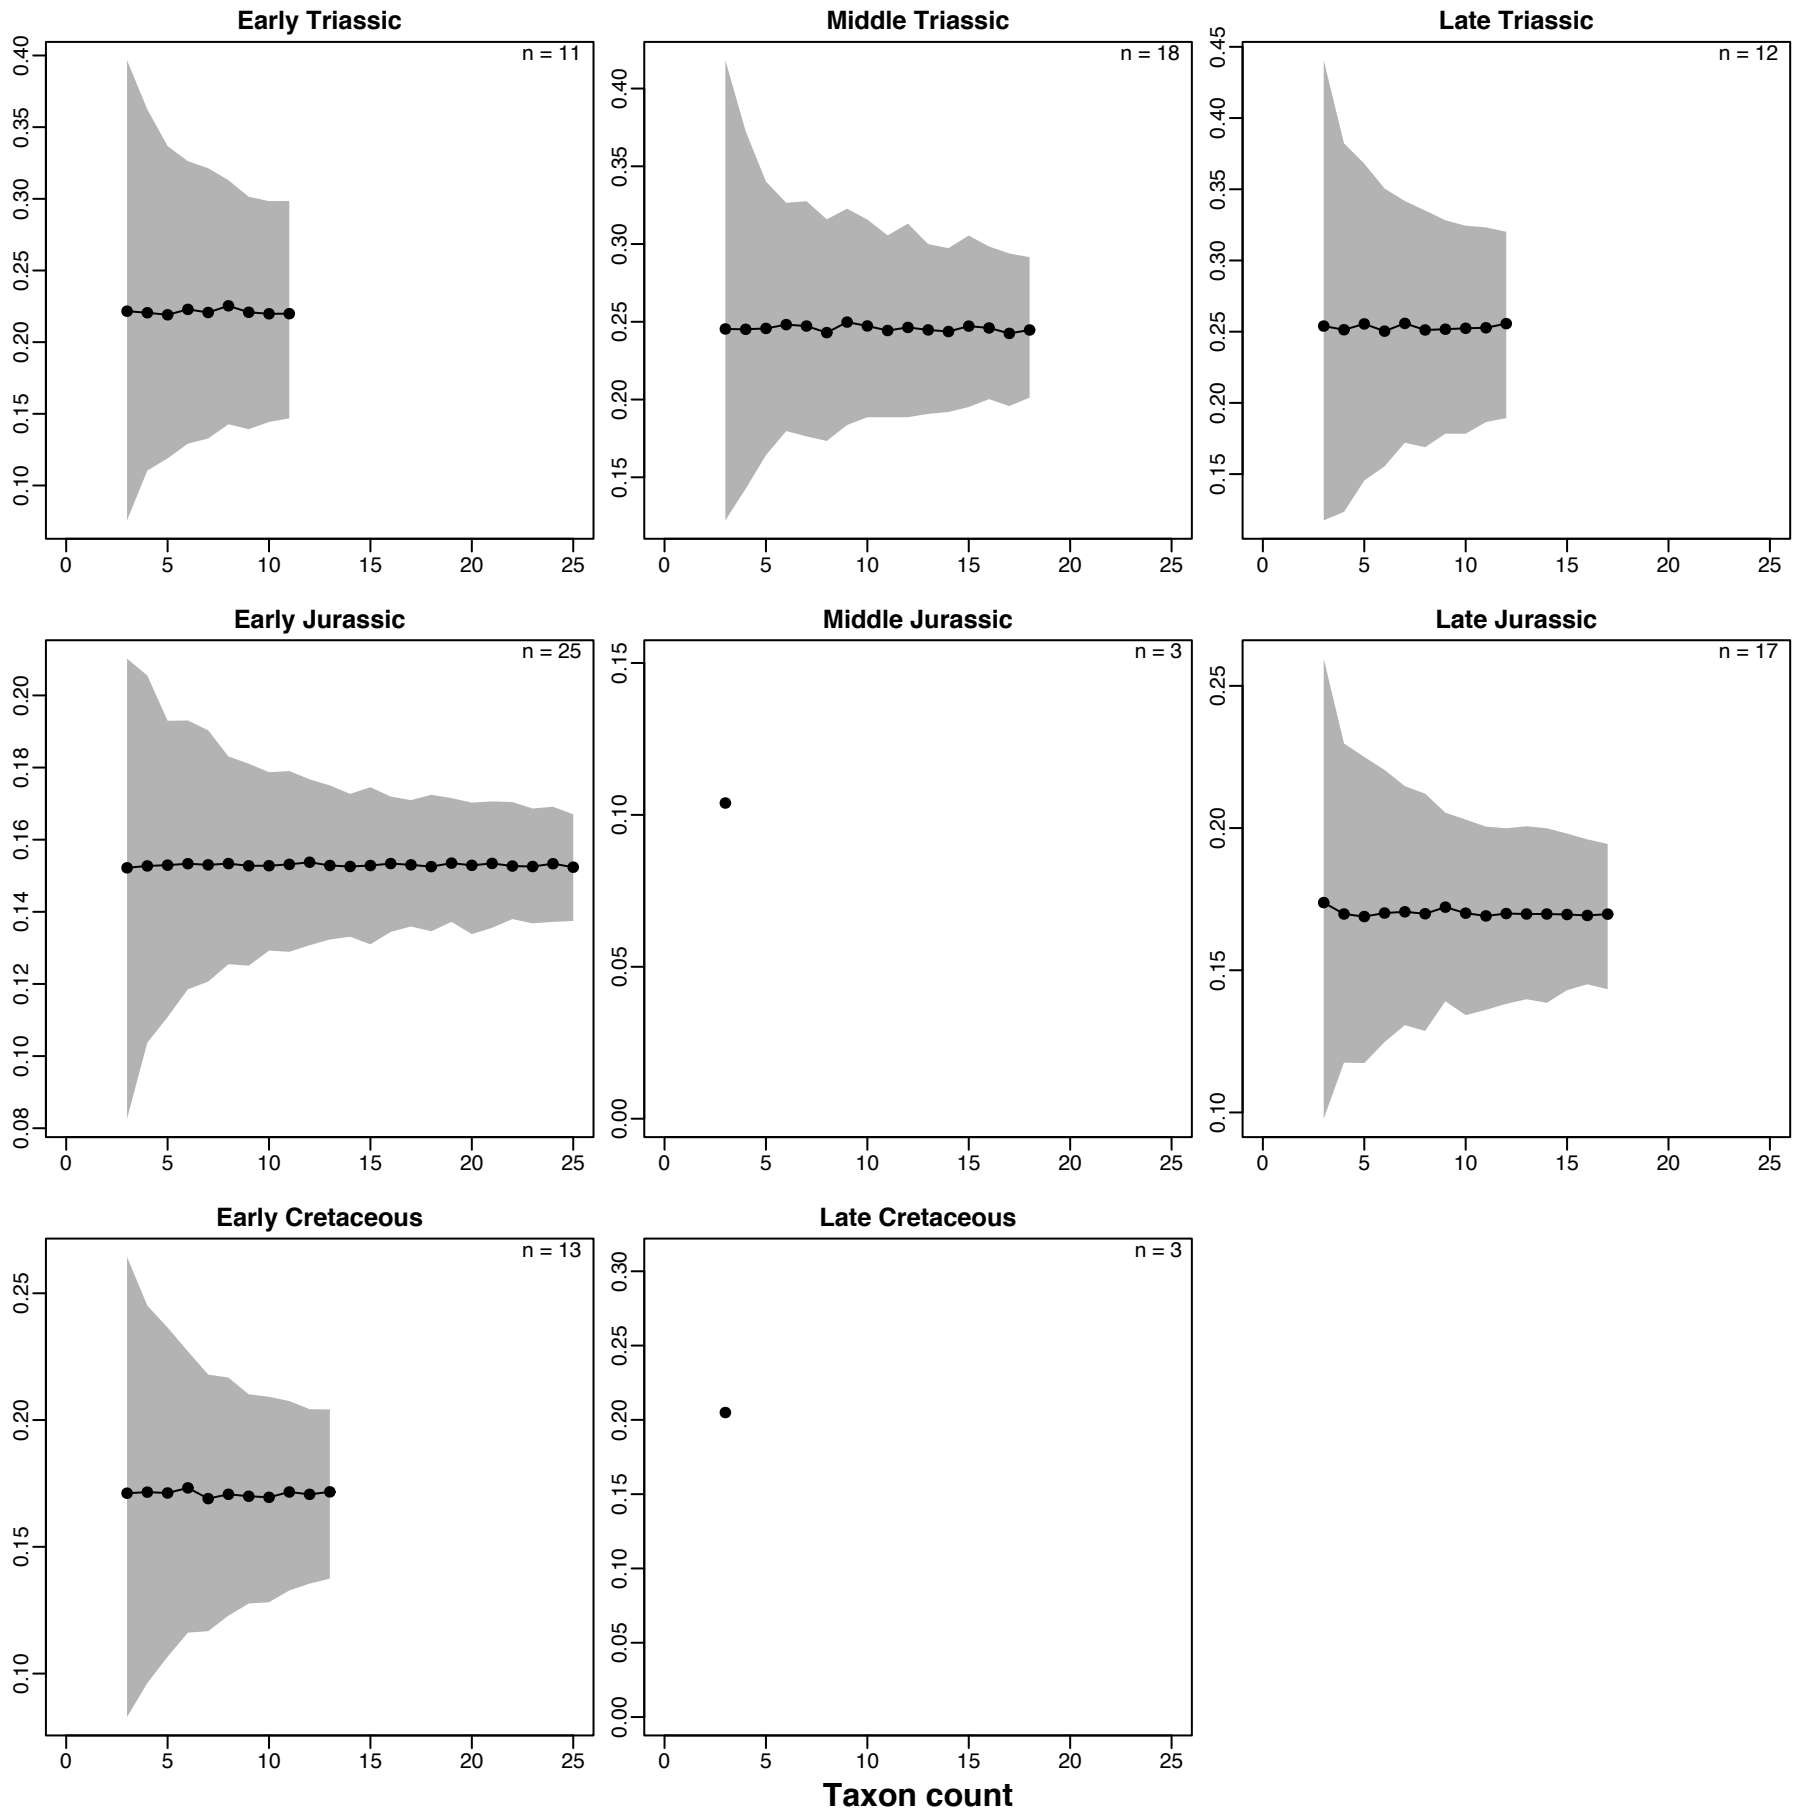 Early Triassic
n = 11
0.40
0.35
0.30
0.25
0.20
0.15
0.10
0 5 10 15 20 25
Middle Triassic
n = 18
0.40
0.35
0.30
0.25
0.20
0.15
0 5 10 15 20 25
Late Triassic
n = 12
0.45
0.40
0.35
0.30
0.25
0.20
0.15
0 5 10 15 20 25
Early Jurassic
n = 25
0.20
0.18
0.16
0.14
0.12
0.10
0.08
0 5 10 15 20 25
Middle Jurassic
n = 3
0.15
0.10
0.05
0.00
0 5 10 15 20 25
Late Jurassic
n = 17
0.25
0.20
0.15
0.10
0 5 10 15 20 25
Early Cretaceous
n = 13
0.25
0.20
0.15
0.10
0 5 10 15 20 25
Late Cretaceous
n = 3
0.30
0.25
0.20
0.15
0.10
0.05
0.00
0 5 10 15 20 25
Taxon count